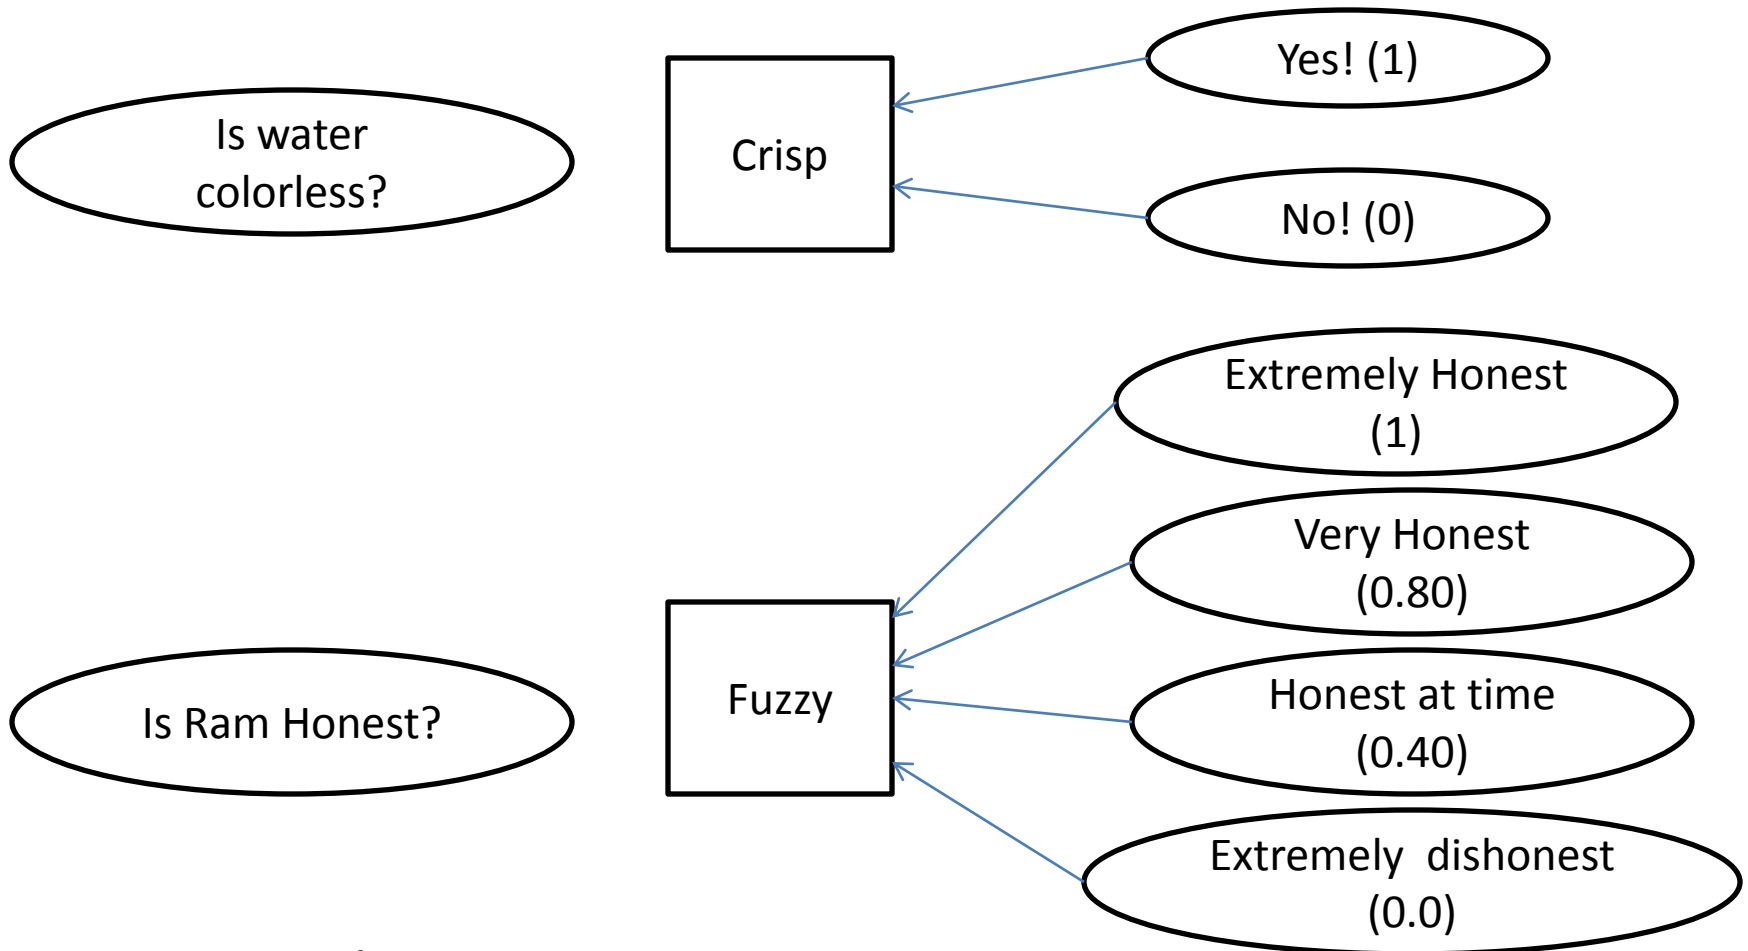 Is water
colorless?
Crisp
Yes! (1)
No! (0)
Is Ram Honest?
Fuzzy
Extremely Honest
(1)
Very Honest
(0.80)
Honest at time
(0.40)
Extremely  dishonest
(0.0)